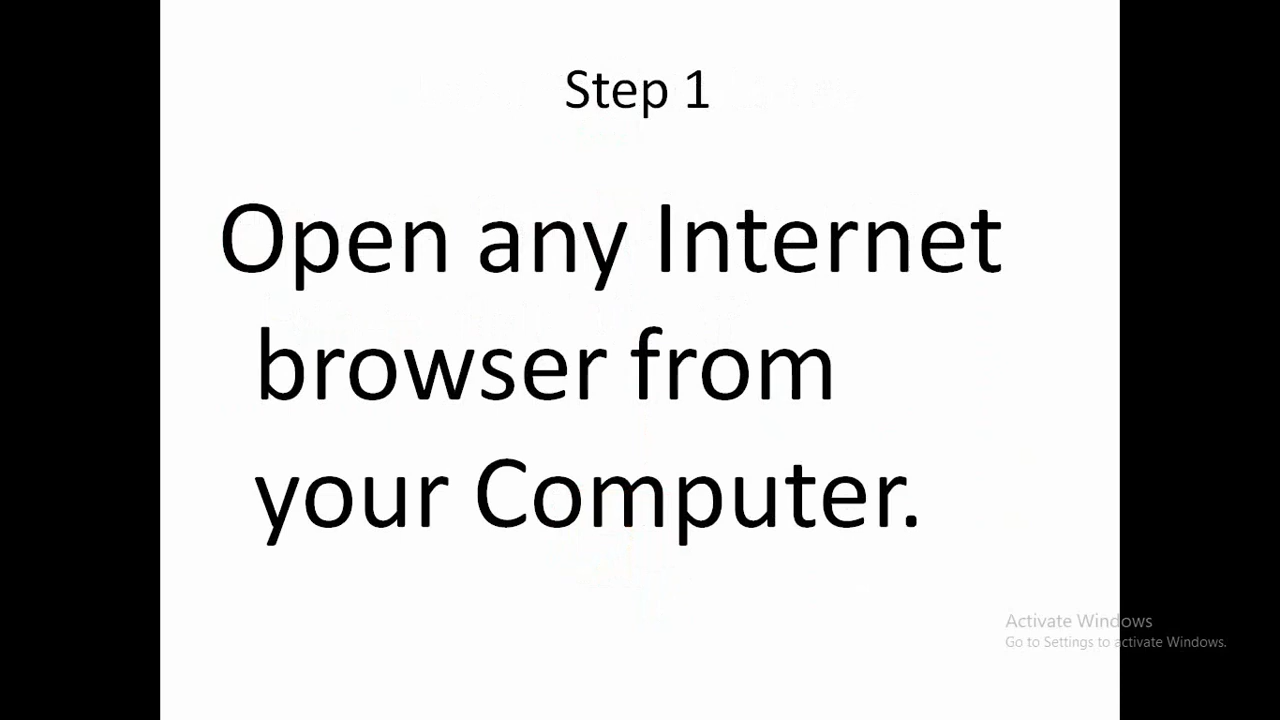 Step 1
Open any Internet
browser from
your Computer.
Activate Windows
Go to Settings to activate Windows.